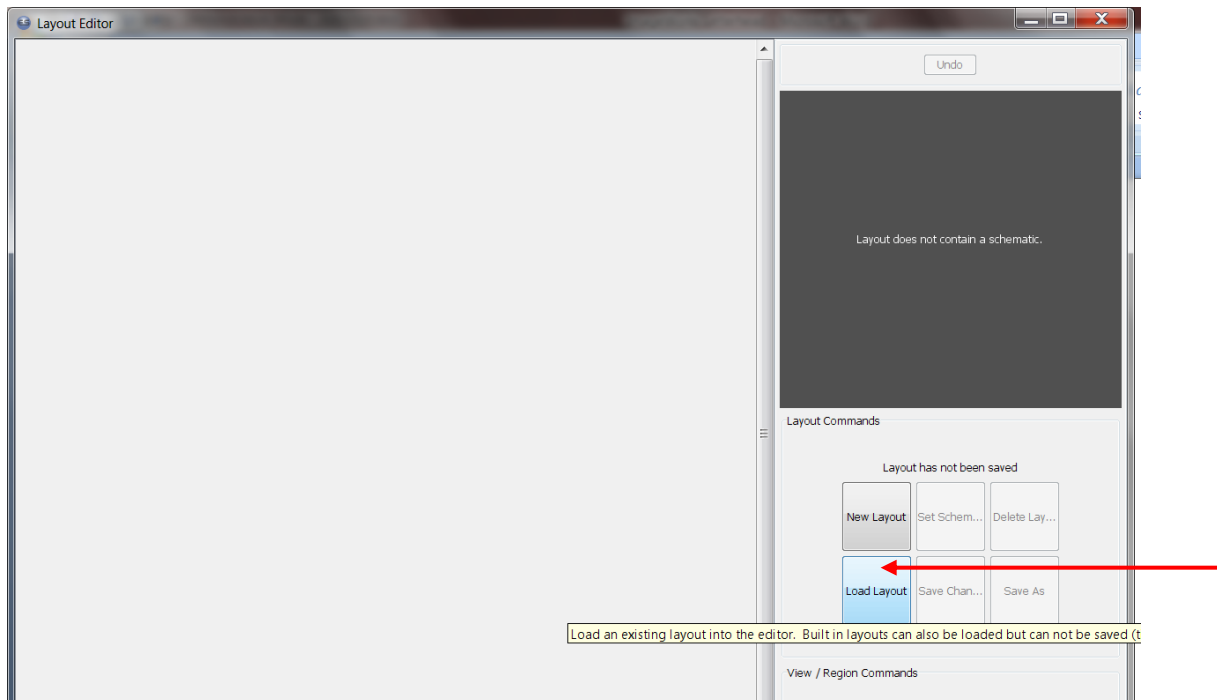 Layout Editor
Undo
Layout does not contain a schematic.
Layout Commands
Layout has not been saved
New Layout Set Schem... Delete Lay...
Load Layout Save Chan... Save As
Load an existing layout into the editor. Built in layouts can also be loaded but can not be saved (t
View / Region Commands